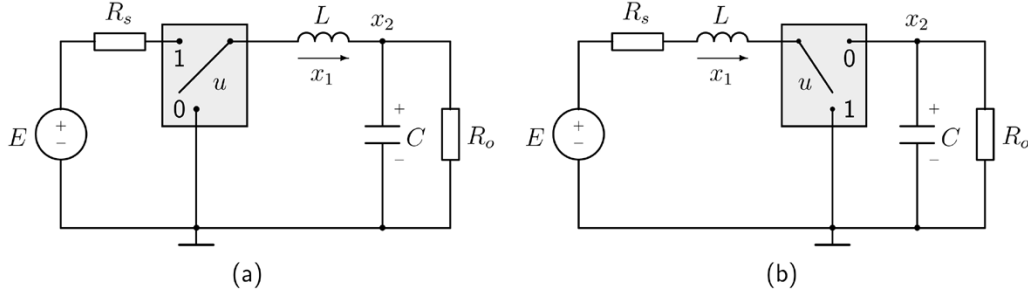 R_s L x_2 R_s L x_2
1 u 0 x_1 x_1 u 0 1
E + − + C − R_o E + − + C − R_o
(a) (b)